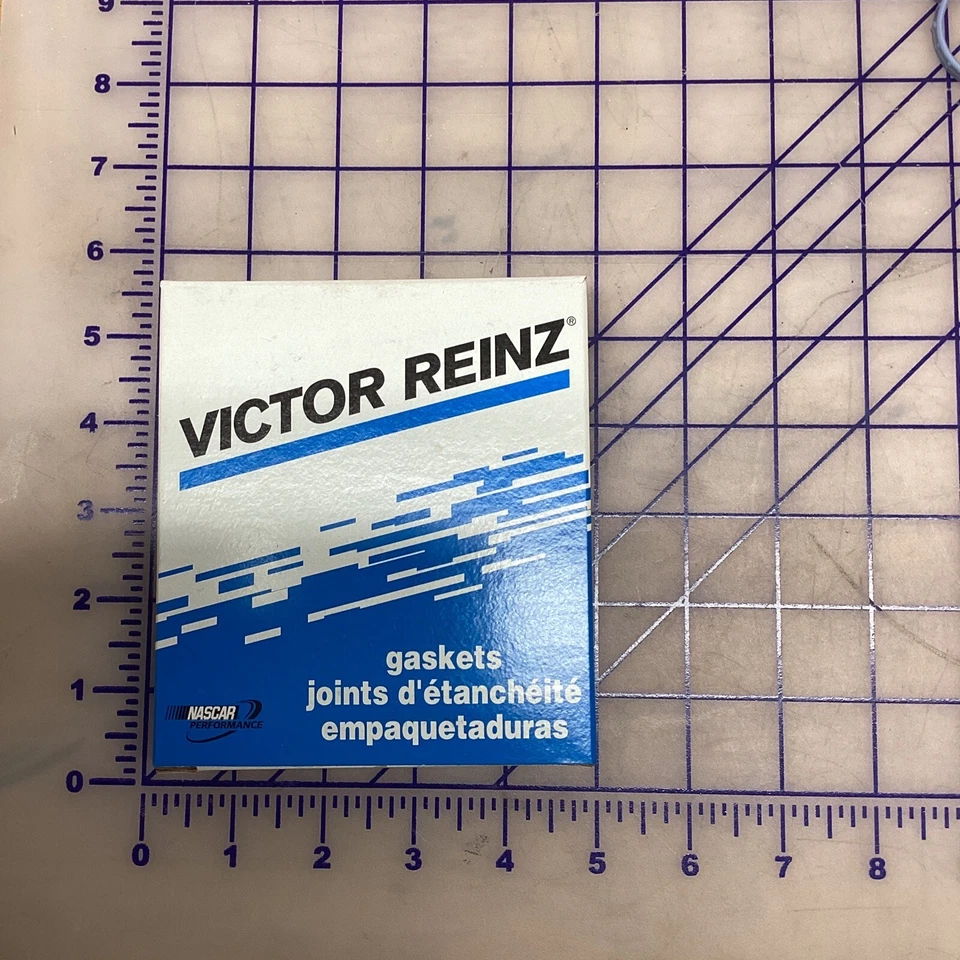 9
8
7
6
5
4
3
2
1
0
VICTOR REINZ®
gaskets
joints d'étanchéité
empaquetaduras
NASCAR
PERFORMANCE
0 1 2 3 4 5 6 7 8